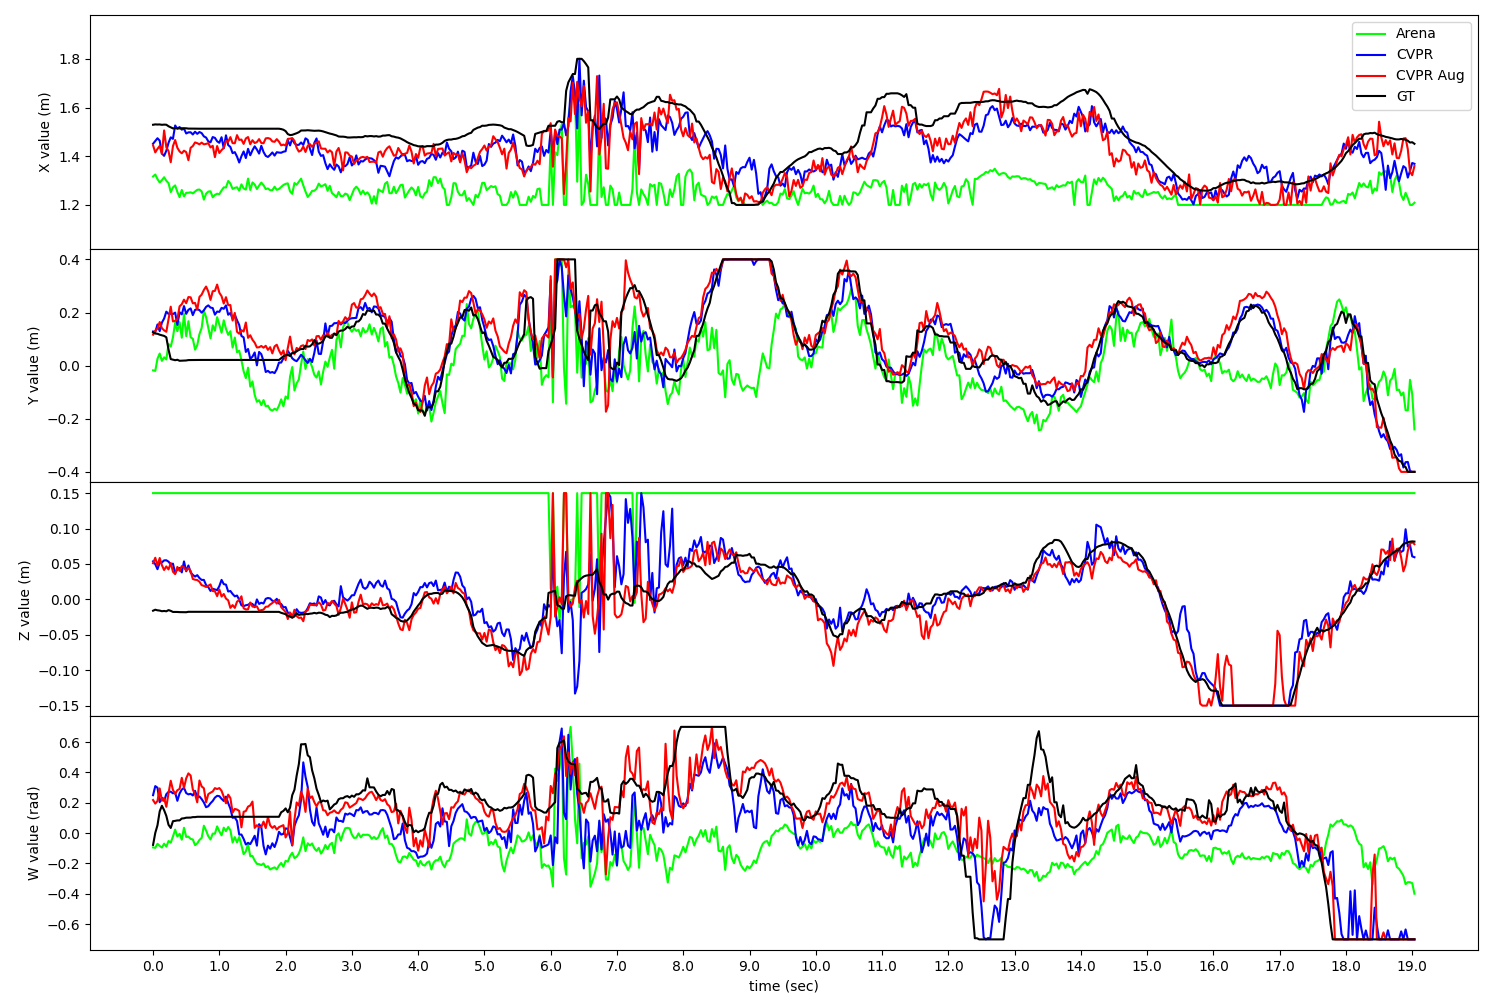 Arena
CVPR
CVPR Aug
GT
X value (m)
1.8
1.6
1.4
1.2
Y value (m)
0.4
0.2
0.0
−0.2
−0.4
Z value (m)
0.15
0.10
0.05
0.00
−0.05
−0.10
−0.15
W value (rad)
0.6
0.4
0.2
0.0
−0.2
−0.4
−0.6
0.0 1.0 2.0 3.0 4.0 5.0 6.0 7.0 8.0 9.0 10.0 11.0 12.0 13.0 14.0 15.0 16.0 17.0 18.0 19.0
time (sec)